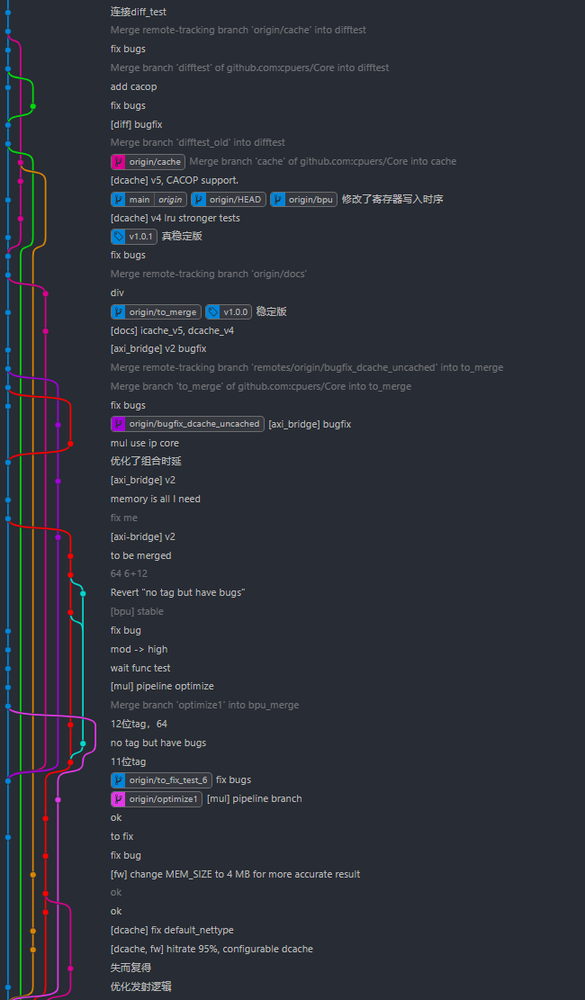 连接diff_test
Merge remote-tracking branch 'origin/cache' into difftest
fix bugs
Merge branch 'difftest' of github.com:cpuers/Core into difftest
add cacop
fix bugs
[diff] bugfix
Merge branch 'difftest_old' into difftest
origin/cache Merge branch 'cache' of github.com:cpuers/Core into cache
[dcache] v5, CACOP support.
main origin origin/HEAD origin/bpu 修改了寄存器写入时序
[dcache] v4 lru stronger tests
v1.0.1 真稳定版
fix bugs
Merge remote-tracking branch 'origin/docs'
div
origin/to_merge v1.0.0 稳定版
[docs] icache_v5, dcache_v4
[axi_bridge] v2 bugfix
Merge remote-tracking branch 'remotes/origin/bugfix_dcache_uncached' into to_merge
Merge branch 'to_merge' of github.com:cpuers/Core into to_merge
fix bugs
origin/bugfix_dcache_uncached [axi_bridge] bugfix
mul use ip core
优化了组合时延
[axi_bridge] v2
memory is all I need
fix me
[axi-bridge] v2
to be merged
64 6+12
Revert "no tag but have bugs"
[bpu] stable
fix bug
mod -> high
wait func test
[mul] pipeline optimize
Merge branch 'optimize1' into bpu_merge
12位tag，64
no tag but have bugs
11位tag
origin/to_fix_test_6 fix bugs
origin/optimize1 [mul] pipeline branch
ok
to fix
fix bug
[fw] change MEM_SIZE to 4 MB for more accurate result
ok
ok
[dcache] fix default_nettype
[dcache, fw] hitrate 95%, configurable dcache
失而复得
优化发射逻辑